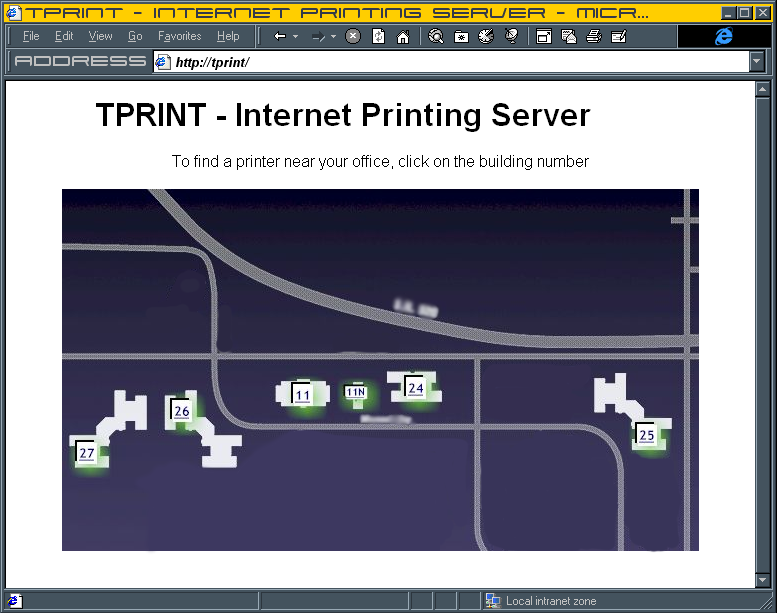 TPRINT - INTERNET PRINTING SERVER - MICR...
File Edit View Go Favorites Help
ADDRESS http://tprint/
TPRINT - Internet Printing Server
To find a printer near your office, click on the building number
11 11N 24
26
27 25
Local intranet zone